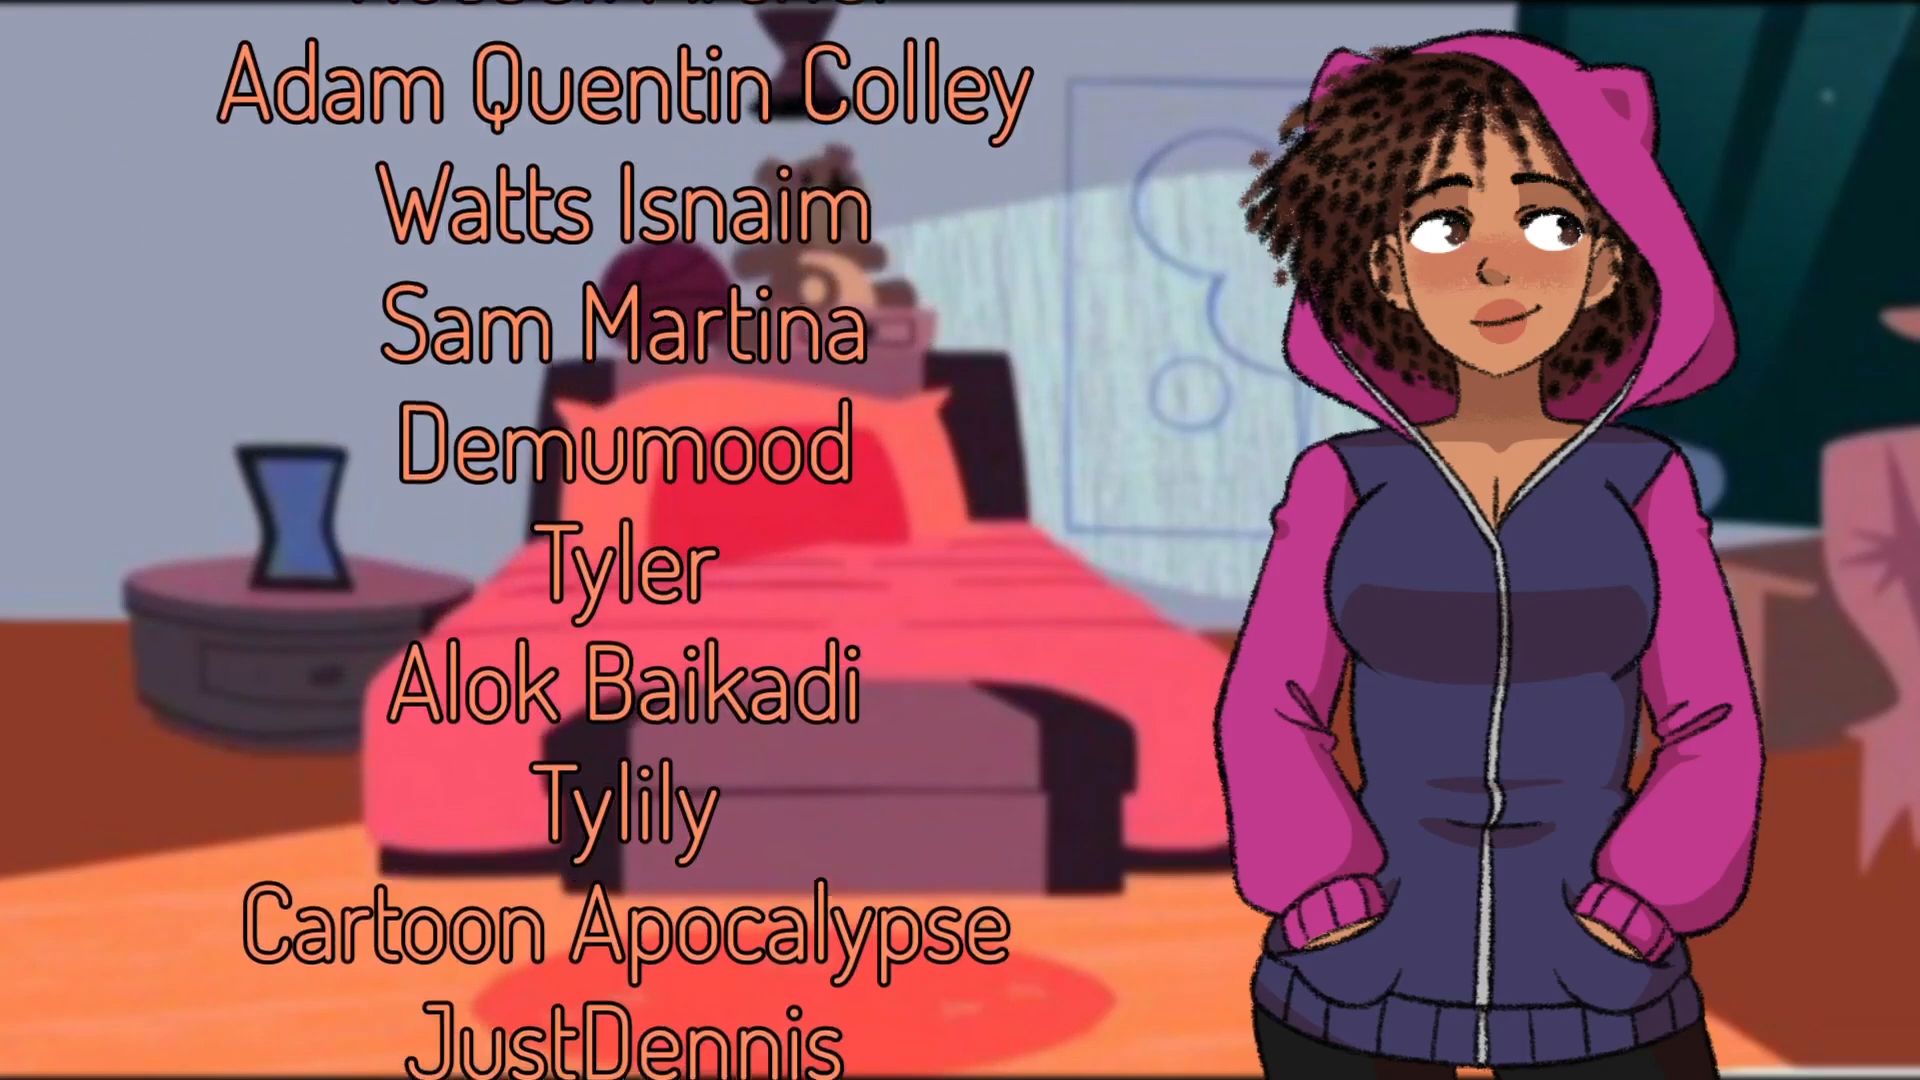 Adam Quentin Colley
Watts Isnaim
Sam Martina
Demumood
Tyler
Alok Baikadi
Tylily
Cartoon Apocalypse
JustDennis